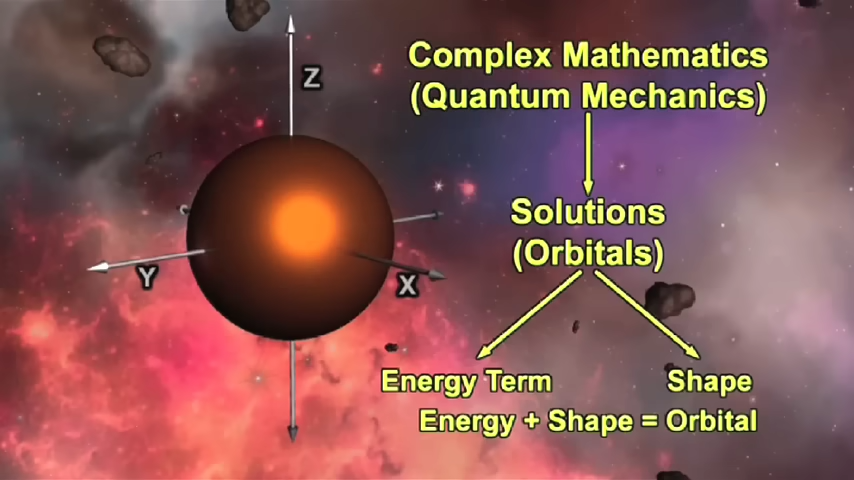 Z
Y
X
Complex Mathematics
(Quantum Mechanics)
Solutions
(Orbitals)
Energy Term
Shape
Energy + Shape = Orbital